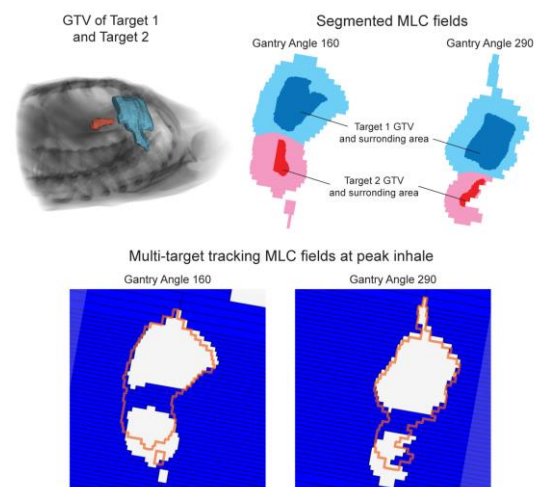 GTV of Target 1
and Target 2
Segmented MLC fields
Gantry Angle 160
Gantry Angle 290
Target 1 GTV
and surronding area
Target 2 GTV
and surronding area
Multi-target tracking MLC fields at peak inhale
Gantry Angle 160
Gantry Angle 290